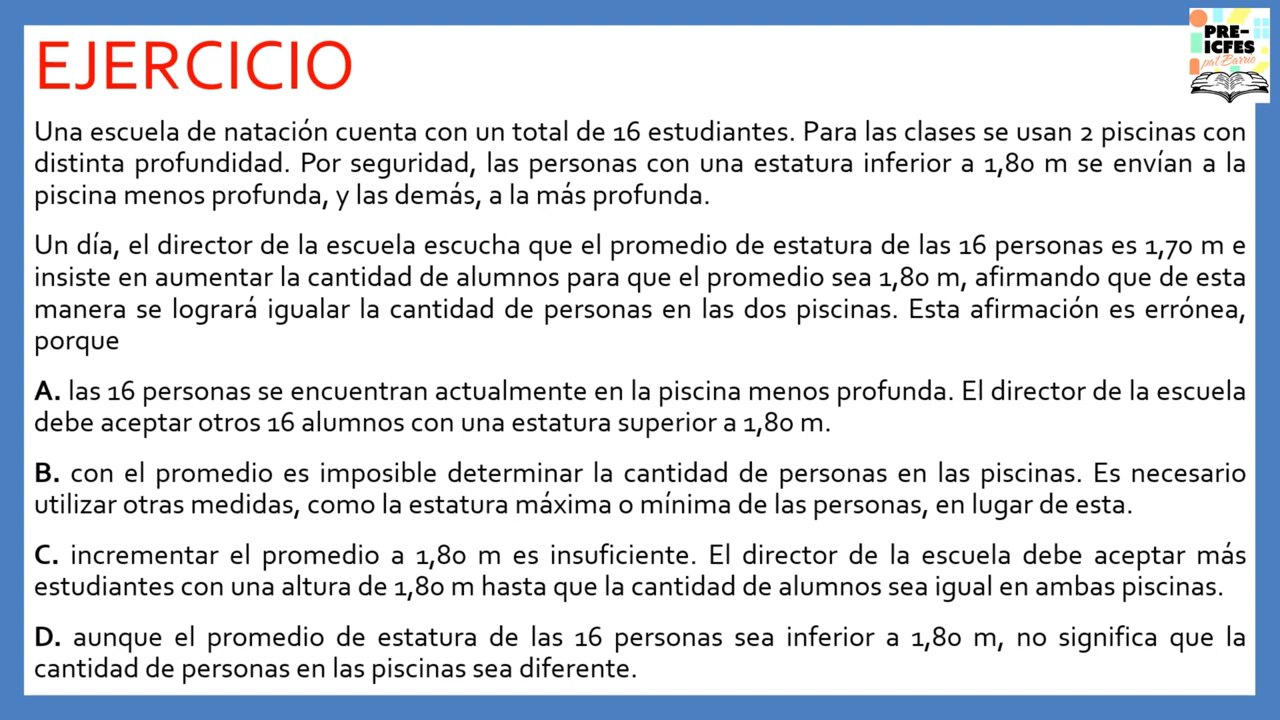 EJERCICIO
PRE-
ICFES
pa'l Barrio
Una escuela de natación cuenta con un total de 16 estudiantes. Para las clases se usan 2 piscinas con
distinta profundidad. Por seguridad, las personas con una estatura inferior a 1,80 m se envían a la
piscina menos profunda, y las demás, a la más profunda.
Un día, el director de la escuela escucha que el promedio de estatura de las 16 personas es 1,70 m e
insiste en aumentar la cantidad de alumnos para que el promedio sea 1,80 m, afirmando que de esta
manera se logrará igualar la cantidad de personas en las dos piscinas. Esta afirmación es errónea,
porque
A. las 16 personas se encuentran actualmente en la piscina menos profunda. El director de la escuela
debe aceptar otros 16 alumnos con una estatura superior a 1,80 m.
B. con el promedio es imposible determinar la cantidad de personas en las piscinas. Es necesario
utilizar otras medidas, como la estatura máxima o mínima de las personas, en lugar de esta.
C. incrementar el promedio a 1,80 m es insuficiente. El director de la escuela debe aceptar más
estudiantes con una altura de 1,80 m hasta que la cantidad de alumnos sea igual en ambas piscinas.
D. aunque el promedio de estatura de las 16 personas sea inferior a 1,80 m, no significa que la
cantidad de personas en las piscinas sea diferente.